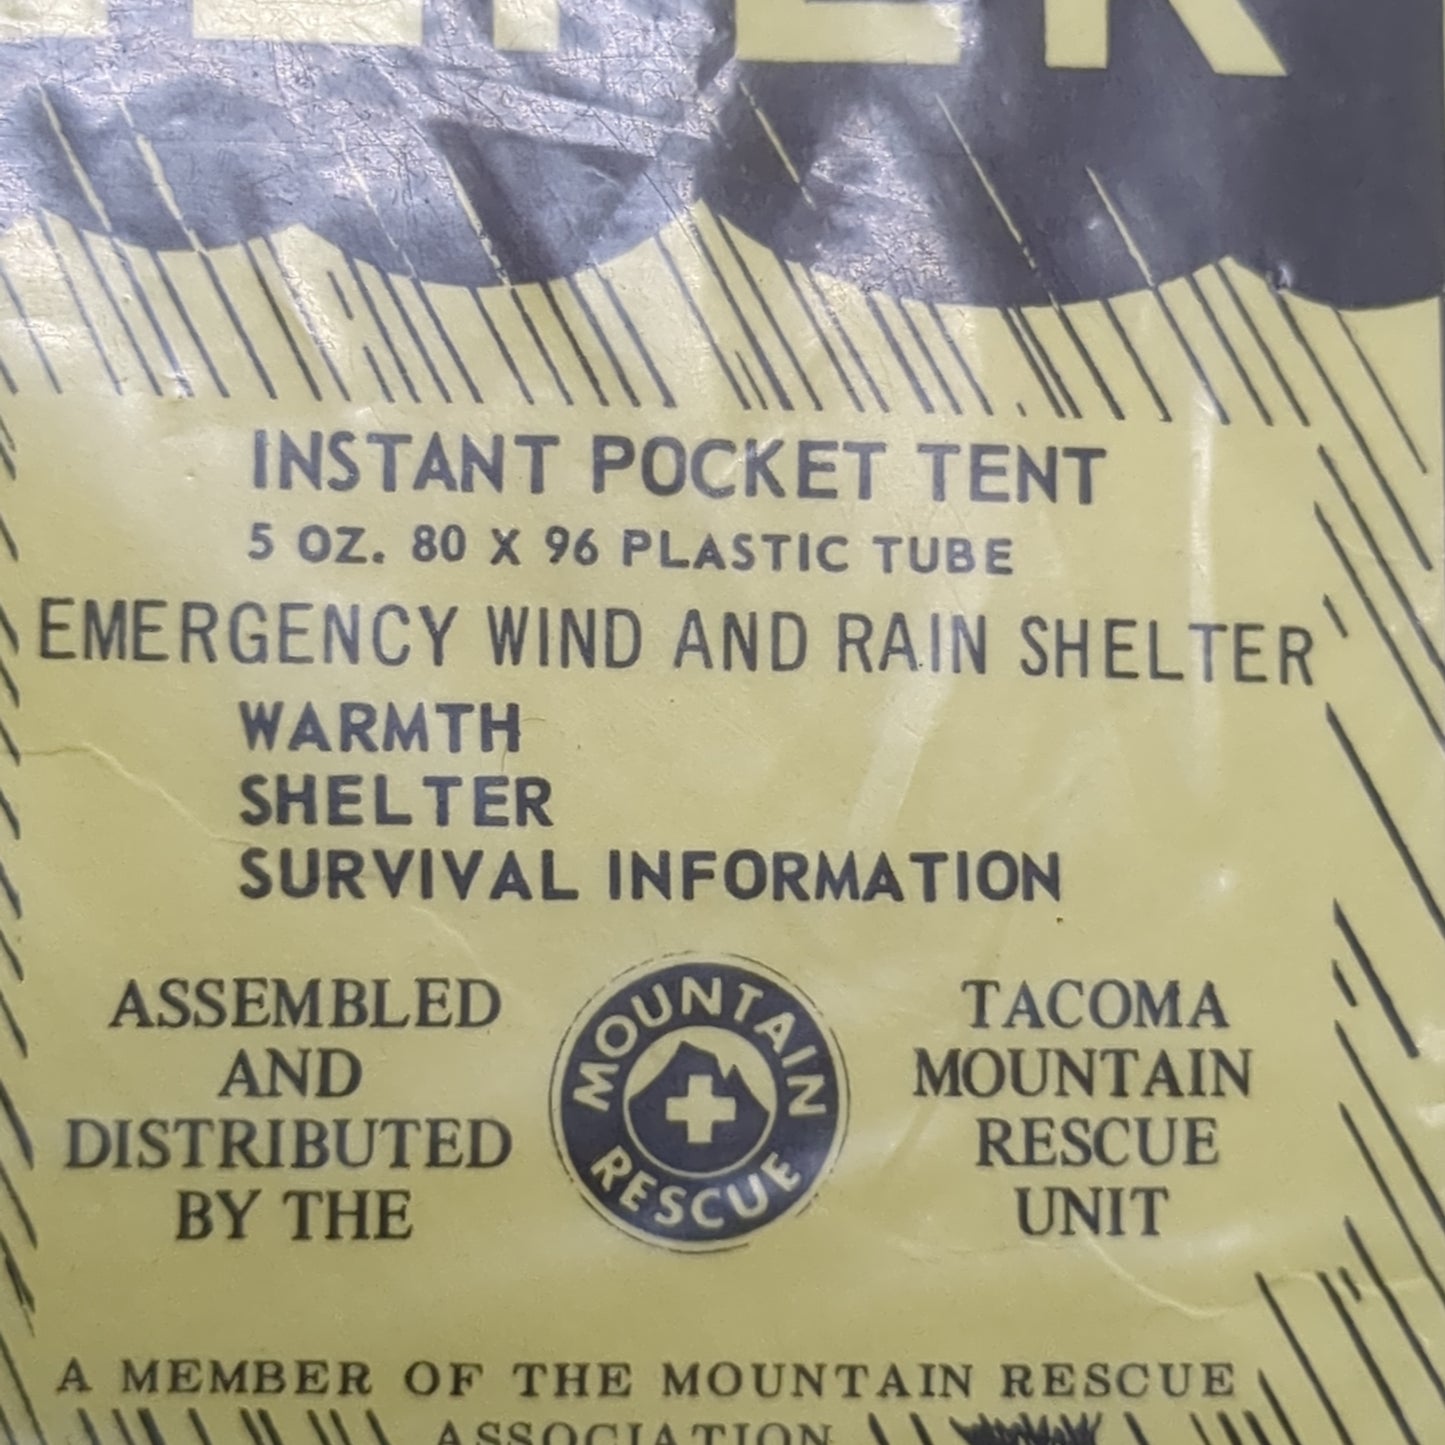 INSTANT POCKET TENT
5 OZ. 80 X 96 PLASTIC TUBE
EMERGENCY WIND AND RAIN SHELTER
WARMTH
SHELTER
SURVIVAL INFORMATION
ASSEMBLED
AND
DISTRIBUTED
BY THE
MOUNTAIN
RESCUE
TACOMA
MOUNTAIN
RESCUE
UNIT
A MEMBER OF THE MOUNTAIN RESCUE
ASSOCIATION